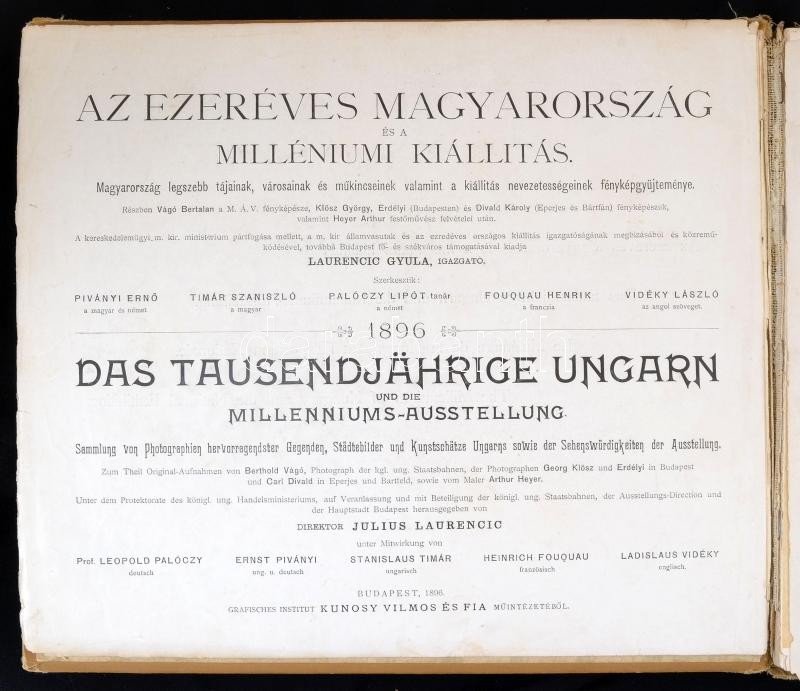 AZ EZERÉVES MAGYARORSZÁG
ÉS A
MILLÉNIUMI KIÁLLITÁS.
Magyarország legszebb tájainak, városainak és műkincseinek valamint a kiállítás nevezetességeinek fényképgyűjteménye.
Részben Vágó Bertalan a M. Á. V. fényképésze, Klösz György, Erdélyi (Budapesten) és Divald Károly (Eperjes és Bártfán) fényképészek,
valamint Heyer Arthur festőművész felvételei után.
A kereskedelemügyi m. kir. ministerium pártfogása mellett, a m. kir államvasutak és az ezredéves országos kiállítás igazgatóságának megbízásából és közremű-
ködésével, továbbá Budapest fő- és székváros támogatásával kiadja
LAURENCIC GYULA, IGAZGATÓ.
Szerkesztik:
PIVÁNYI ERNŐ TIMÁR SZANISZLÓ PALÓCZY LIPÓT tanár FOUQUAU HENRIK VIDÉKY LÁSZLÓ
a magyar és német a magyar a német a franczia az angol szöveget.
1896
DAS TAUSENDJÄHRIGE UNGARN
UND DIE
MILLENNIUMS-AUSSTELLUNG.
Sammlung von Photographien hervorragendster Gegenden, Städtebilder und Kunstschätze Ungarns sowie der Sehenswürdigkeiten der Ausstellung.
Zum Theil Original-Aufnahmen von Berthold Vágó, Photograph der kgl. ung. Staatsbahnen, der Photographen Georg Klösz und Erdélyi in Budapest
und Carl Divald in Eperjes und Bartfeld, sowie vom Maler Arthur Heyer.
Unter dem Protektorate des königl. ung. Handelsministeriums, auf Veranlassung und mit Beteiligung der königl. ung. Staatsbahnen, der Ausstellungs-Direction und
der Hauptstadt Budapest herausgegeben von
DIREKTOR JULIUS LAURENCIC
unter Mitwirkung von
Prof. LEOPOLD PALÓCZY ERNST PIVÁNYI STANISLAUS TIMÁR HEINRICH FOUQUAU LADISLAUS VIDÉKY
deutsch ung. u. deutsch ungarisch französisch englisch.
BUDAPEST, 1896.
GRAFISCHES INSTITUT KUNOSY VILMOS ÉS FIA MŰINTÉZETÉBŐL.